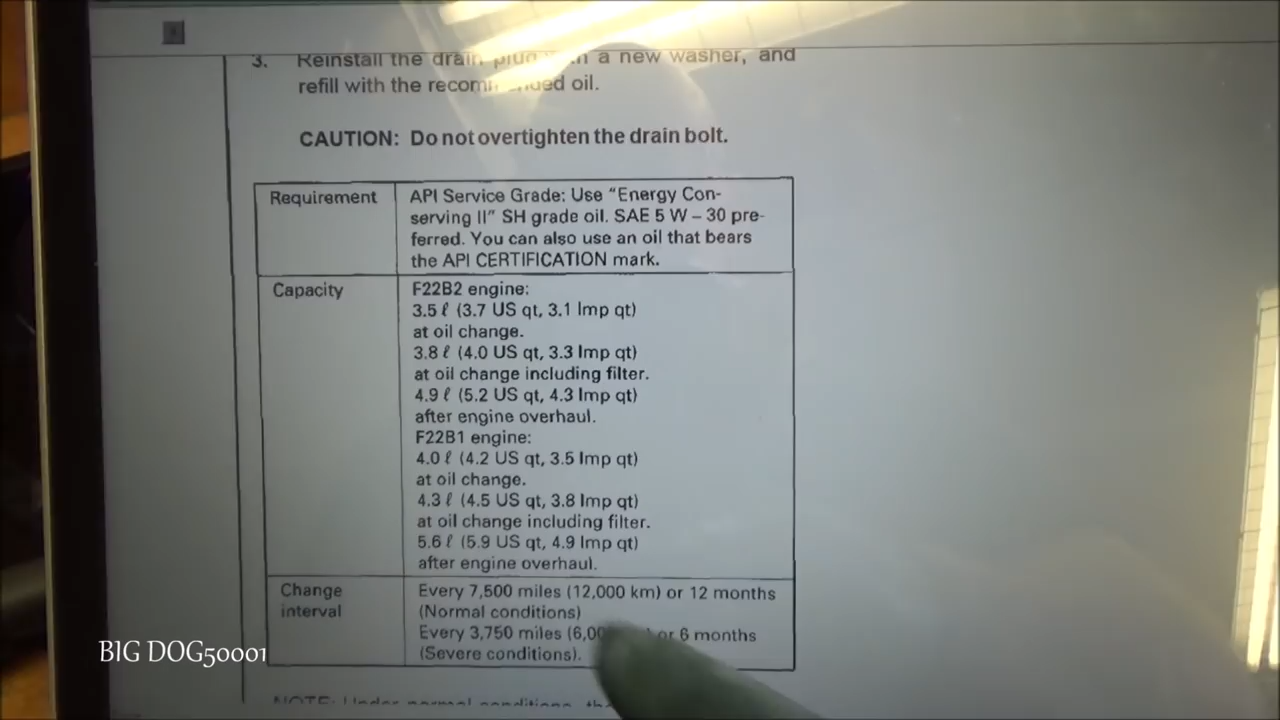 3. Reinstall the drain plug a new washer, and
refill with the recommended oil.
CAUTION: Do not overtighten the drain bolt.
Requirement
API Service Grade: Use "Energy Con-
serving II" SH grade oil. SAE 5 W – 30 pre-
ferred. You can also use an oil that bears
the API CERTIFICATION mark.
Capacity
F22B2 engine:
3.5 ℓ (3.7 US qt, 3.1 Imp qt)
at oil change.
3.8 ℓ (4.0 US qt, 3.3 Imp qt)
at oil change including filter.
4.9 ℓ (5.2 US qt, 4.3 Imp qt)
after engine overhaul.
F22B1 engine:
4.0 ℓ (4.2 US qt, 3.5 Imp qt)
at oil change.
4.3 ℓ (4.5 US qt, 3.8 Imp qt)
at oil change including filter.
5.6 ℓ (5.9 US qt, 4.9 Imp qt)
after engine overhaul.
Change
interval
Every 7,500 miles (12,000 km) or 12 months
(Normal conditions)
Every 3,750 miles or 6 months
(Severe conditions).
NOTE: Under normal conditions, the
BIG DOG50001